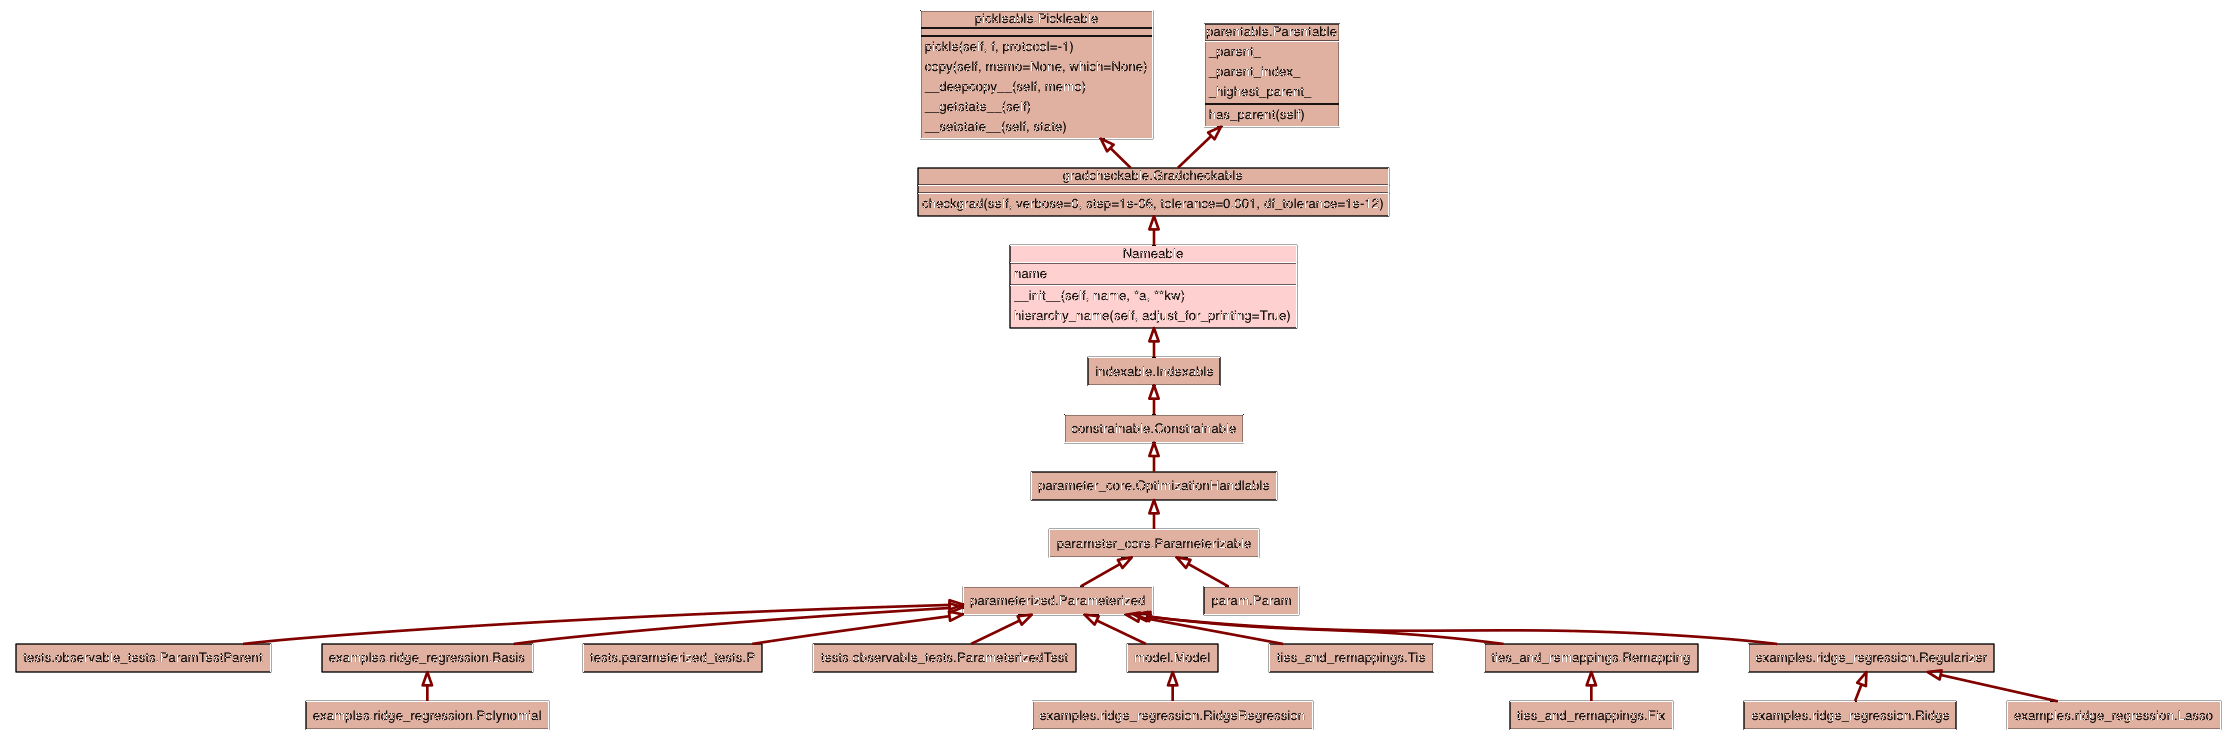 pickleable.Pickleable
pickle(self, f, protocol=-1)
copy(self, memo=None, which=None)
__deepcopy__(self, memo)
__getstate__(self)
__setstate__(self, state)
parentable.Parentable
_parent_
_parent_index_
_highest_parent_
has_parent(self)
gradcheckable.Gradcheckable
checkgrad(self, verbose=0, step=1e-06, tolerance=0.001, df_tolerance=1e-12)
Nameable
name
__init__(self, name, *a, **kw)
hierarchy_name(self, adjust_for_printing=True)
indexable.Indexable
constrainable.Constrainable
parameter_core.OptimizationHandlable
parameter_core.Parameterizable
parameterized.Parameterized
param.Param
tests.observable_tests.ParamTestParent
examples.ridge_regression.Basis
tests.parameterized_tests.P
tests.observable_tests.ParameterizedTest
model.Model
ties_and_remappings.Tie
ties_and_remappings.Remapping
examples.ridge_regression.Regularizer
examples.ridge_regression.Polynomial
examples.ridge_regression.RidgeRegression
ties_and_remappings.Fix
examples.ridge_regression.Ridge
examples.ridge_regression.Lasso